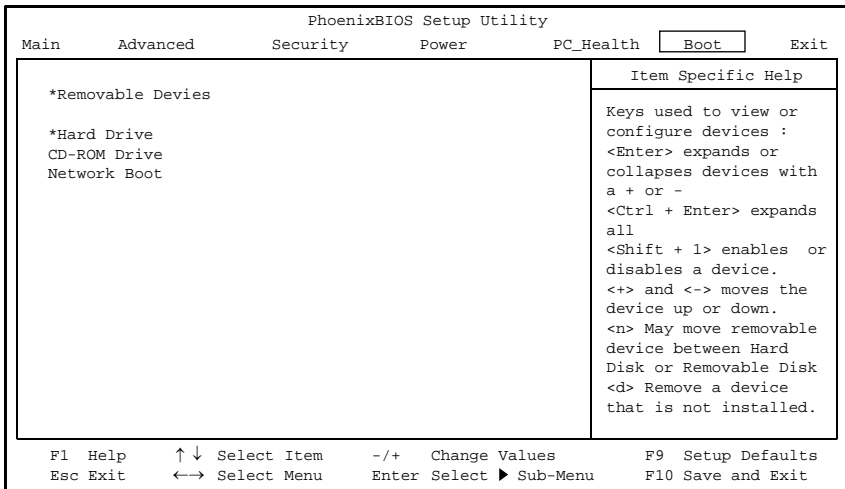 PhoenixBIOS Setup Utility
Main Advanced Security Power PC_Health Boot Exit
*Removable Devies
*Hard Drive
CD-ROM Drive
Network Boot
Item Specific Help
Keys used to view or
configure devices :
<Enter> expands or
collapses devices with
a + or -
<Ctrl + Enter> expands
all
<Shift + 1> enables or
disables a device.
<+> and <-> moves the
device up or down.
<n> May move removable
device between Hard
Disk or Removable Disk
<d> Remove a device
that is not installed.
F1 Help ↑↓ Select Item -/+ Change Values F9 Setup Defaults
Esc Exit ←→ Select Menu Enter Select ▶ Sub-Menu F10 Save and Exit